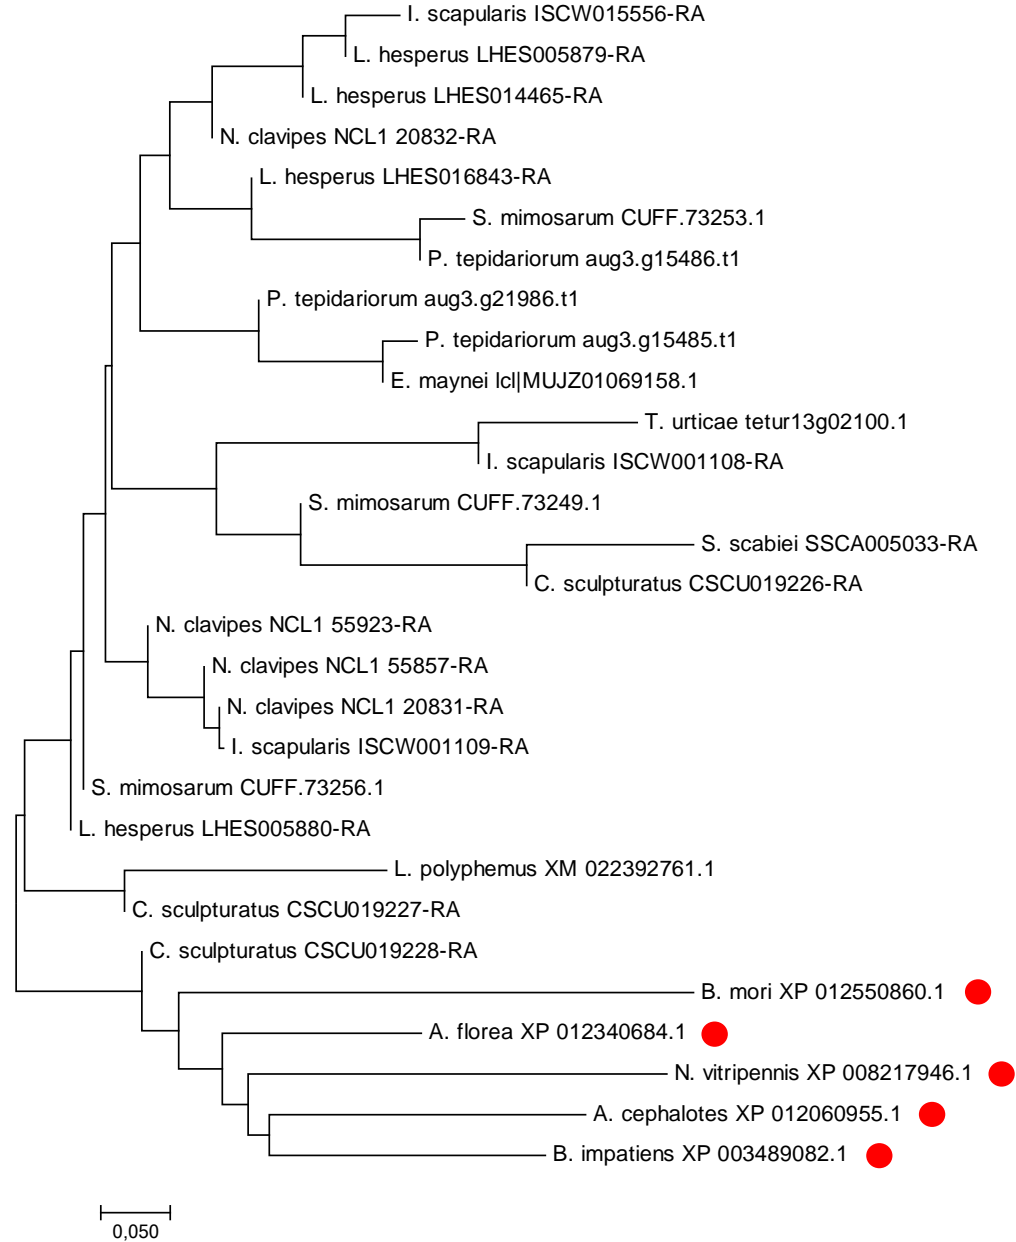 I. scapularis ISCW015556-RA
L. hesperus LHES005879-RA
L. hesperus LHES014465-RA
N. clavipes NCL1 20832-RA
L. hesperus LHES016843-RA
S. mimosarum CUFF.73253.1
P. tepidariorum aug3.g15486.t1
P. tepidariorum aug3.g21986.t1
P. tepidariorum aug3.g15485.t1
E. maynei lcl|MUJZ01069158.1
T. urticae tetur13g02100.1
I. scapularis ISCW001108-RA
S. mimosarum CUFF.73249.1
S. scabiei SSCA005033-RA
C. sculpturatus CSCU019226-RA
N. clavipes NCL1 55923-RA
N. clavipes NCL1 55857-RA
N. clavipes NCL1 20831-RA
I. scapularis ISCW001109-RA
S. mimosarum CUFF.73256.1
L. hesperus LHES005880-RA
L. polyphemus XM 022392761.1
C. sculpturatus CSCU019227-RA
C. sculpturatus CSCU019228-RA
B. mori XP 012550860.1
A. florea XP 012340684.1
N. vitripennis XP 008217946.1
A. cephalotes XP 012060955.1
B. impatiens XP 003489082.1
0,050